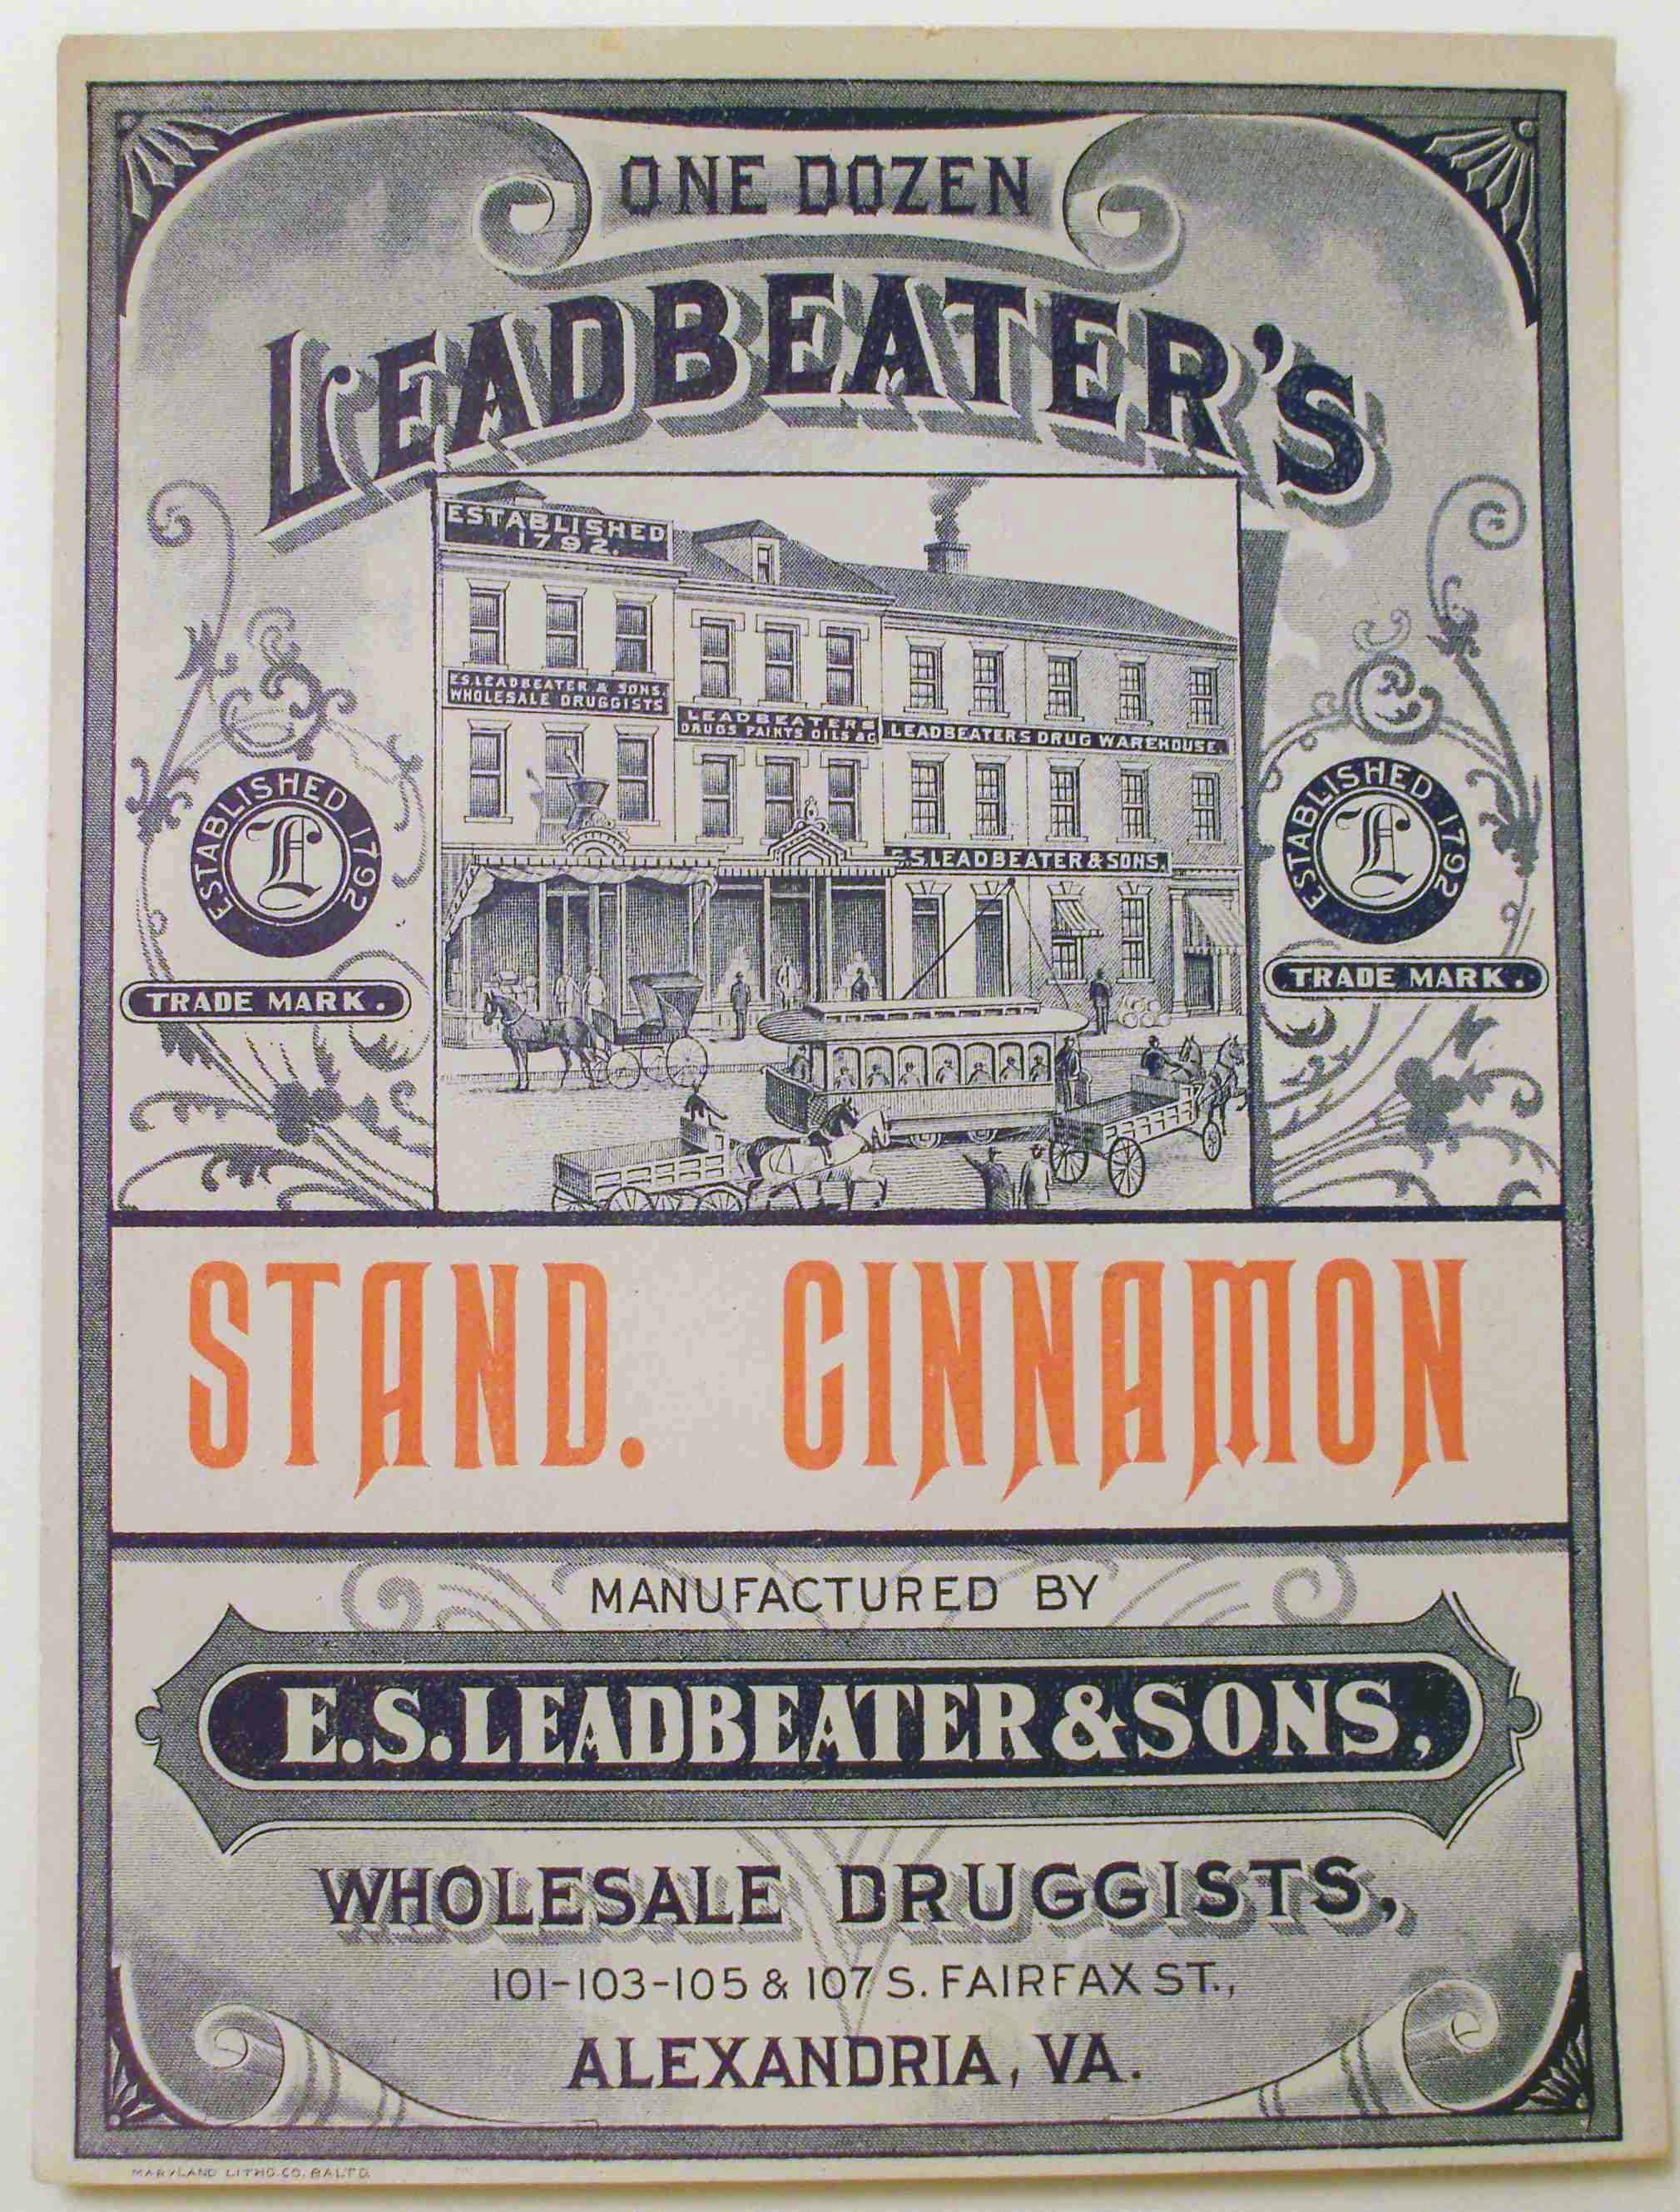 ONE DOZEN
LEADBEATER'S
ESTABLISHED
1792.
E.S.LEADBEATER & SONS.
WHOLESALE DRUGGISTS
LEADBEATERS
DRUGS PAINTS OILS &C
LEADBEATERS DRUG WAREHOUSE.
E.S.LEADBEATER & SONS.
ESTABLISHED 1792
L
TRADE MARK.
ESTABLISHED 1792
L
TRADE MARK.
STAND. CINNAMON
MANUFACTURED BY
E.S. LEADBEATER & SONS,
WHOLESALE DRUGGISTS,
101-103-105 & 107 S. FAIRFAX ST.,
ALEXANDRIA, VA.
MARYLAND LITHO. CO. BALTO.